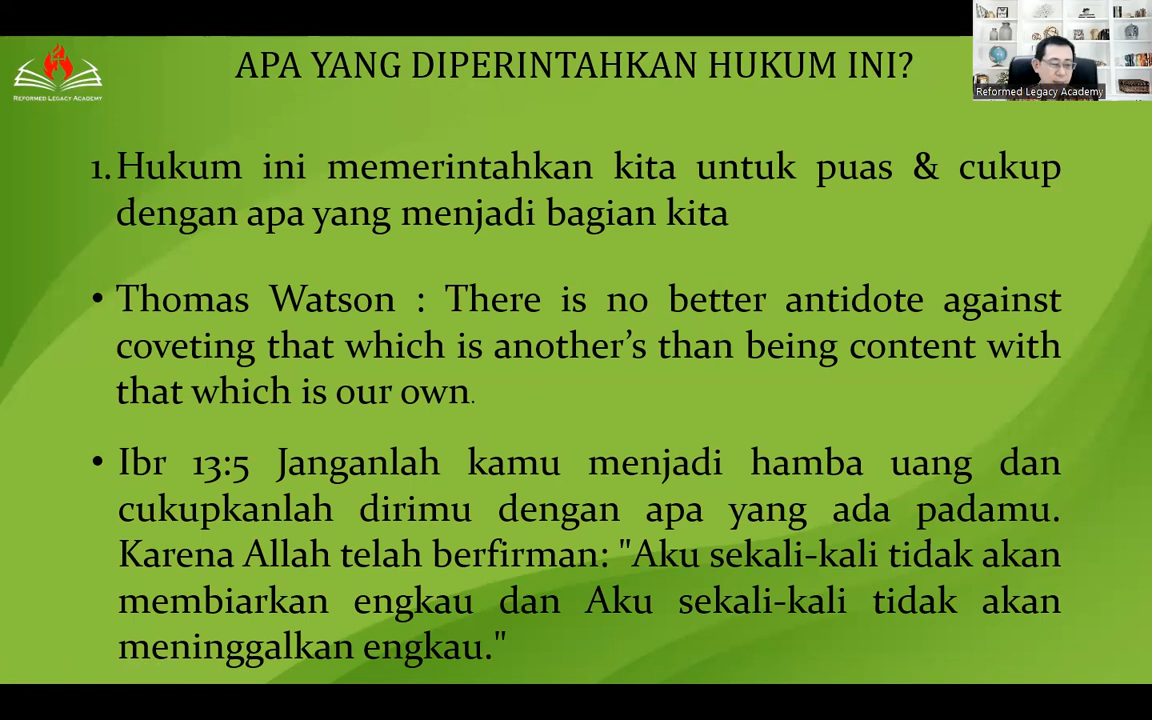 APA YANG DIPERINTAHKAN HUKUM INI?
REFORMED LEGACY ACADEMY
Reformed Legacy Academy
1. Hukum ini memerintahkan kita untuk puas & cukup
dengan apa yang menjadi bagian kita
• Thomas Watson : There is no better antidote against
coveting that which is another’s than being content with
that which is our own.
• Ibr 13:5 Janganlah kamu menjadi hamba uang dan
cukupkanlah dirimu dengan apa yang ada padamu.
Karena Allah telah berfirman: "Aku sekali-kali tidak akan
membiarkan engkau dan Aku sekali-kali tidak akan
meninggalkan engkau."